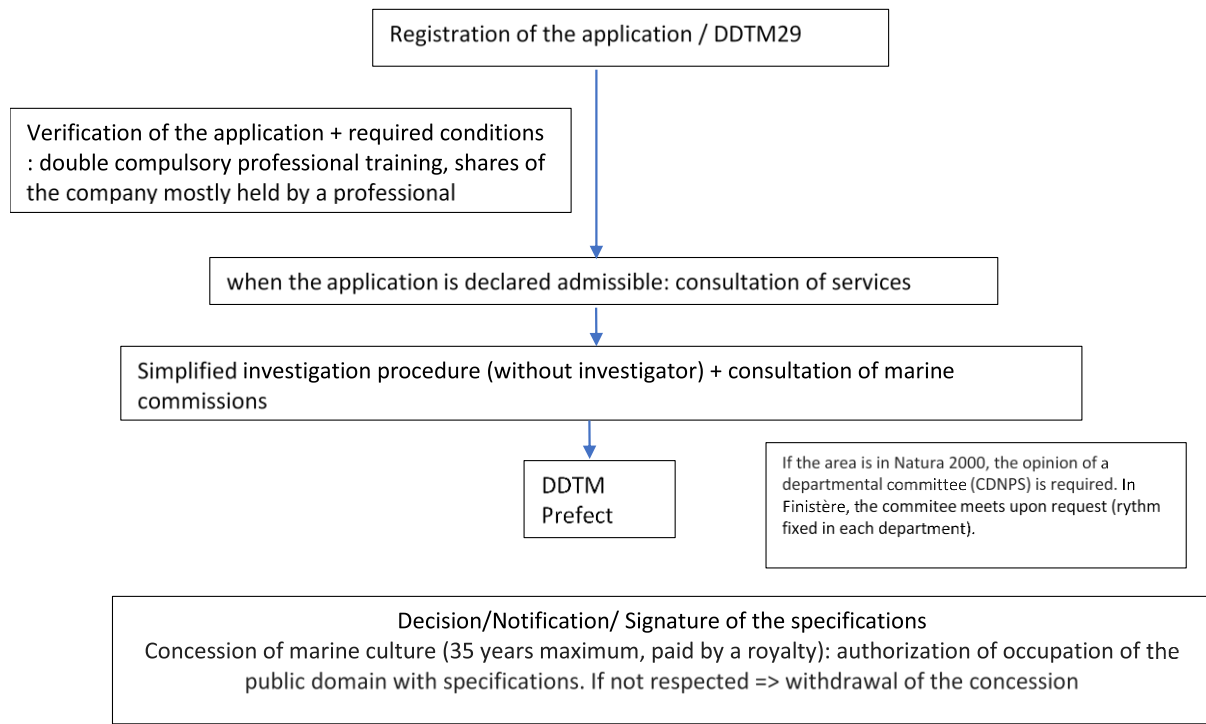 Registration of the application / DDTM29
Verification of the application + required conditions
: double compulsory professional training, shares of
the company mostly held by a professional
when the application is declared admissible: consultation of services
Simplified investigation procedure (without investigator) + consultation of marine
commissions
DDTM
Prefect
If the area is in Natura 2000, the opinion of a
departmental committee (CDNPS) is required. In
Finistère, the commitee meets upon request (rythm
fixed in each department).
Decision/Notification/ Signature of the specifications
Concession of marine culture (35 years maximum, paid by a royalty): authorization of occupation of the
public domain with specifications. If not respected => withdrawal of the concession